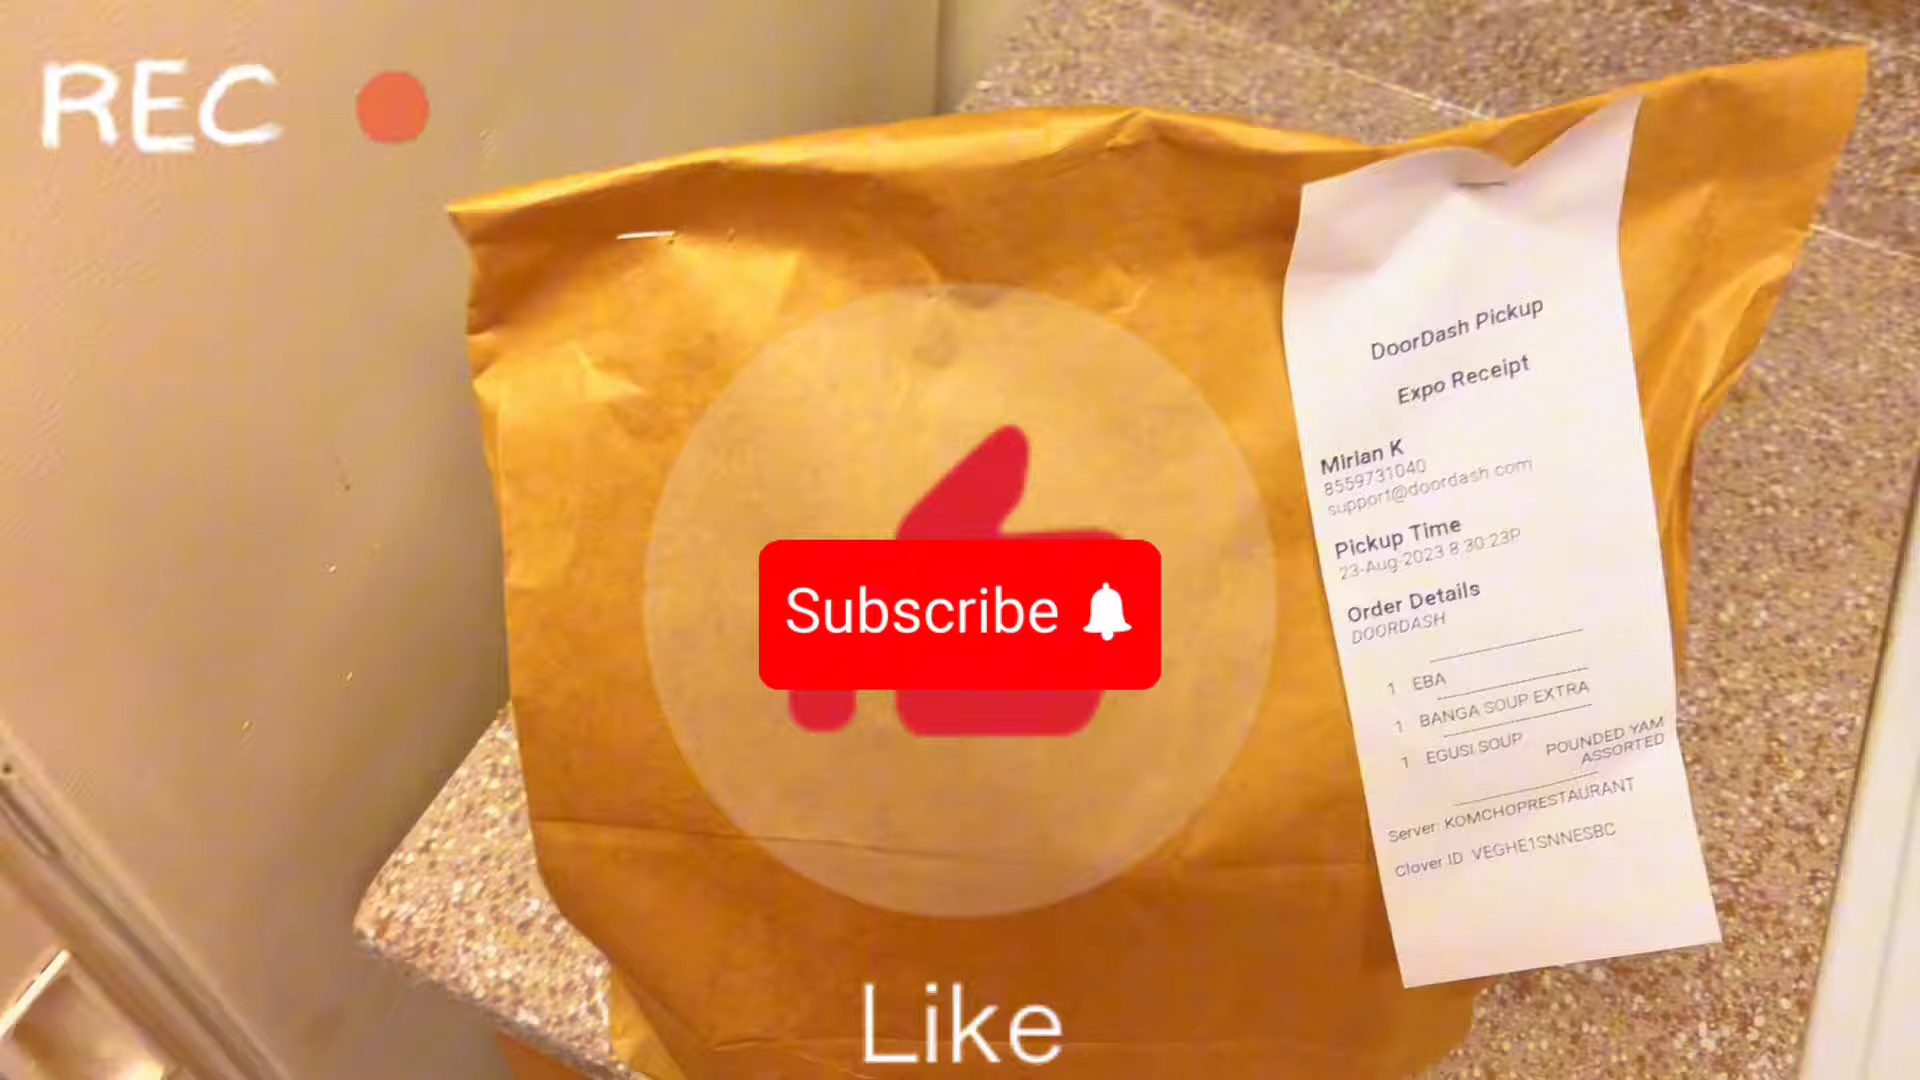 REC
DoorDash Pickup
Expo Receipt
Mirian K
8559731040
support@doordash.com
Pickup Time
23-Aug-2023 8:30:23P
Order Details
DOORDASH
1 EBA
1 BANGA SOUP EXTRA
1 EGUSI SOUP POUNDED YAM
ASSORTED
Server: KOMCHOPRESTAURANT
Clover ID: VEGHE1SNNESBC
Subscribe
Like